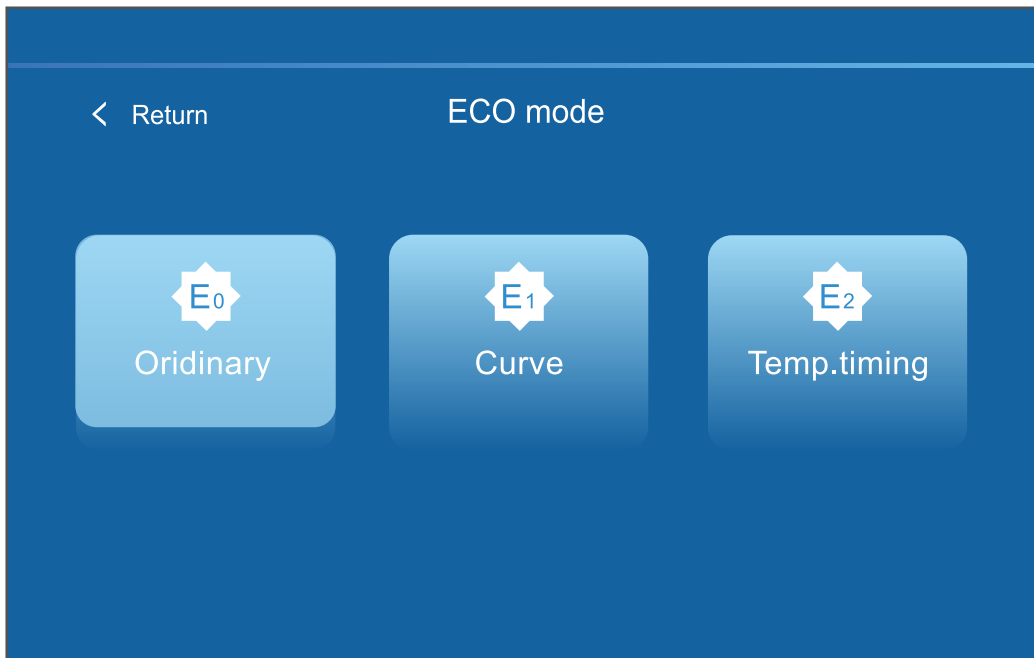 Return
ECO mode
E0
Oridinary
E1
Curve
E2
Temp.timing